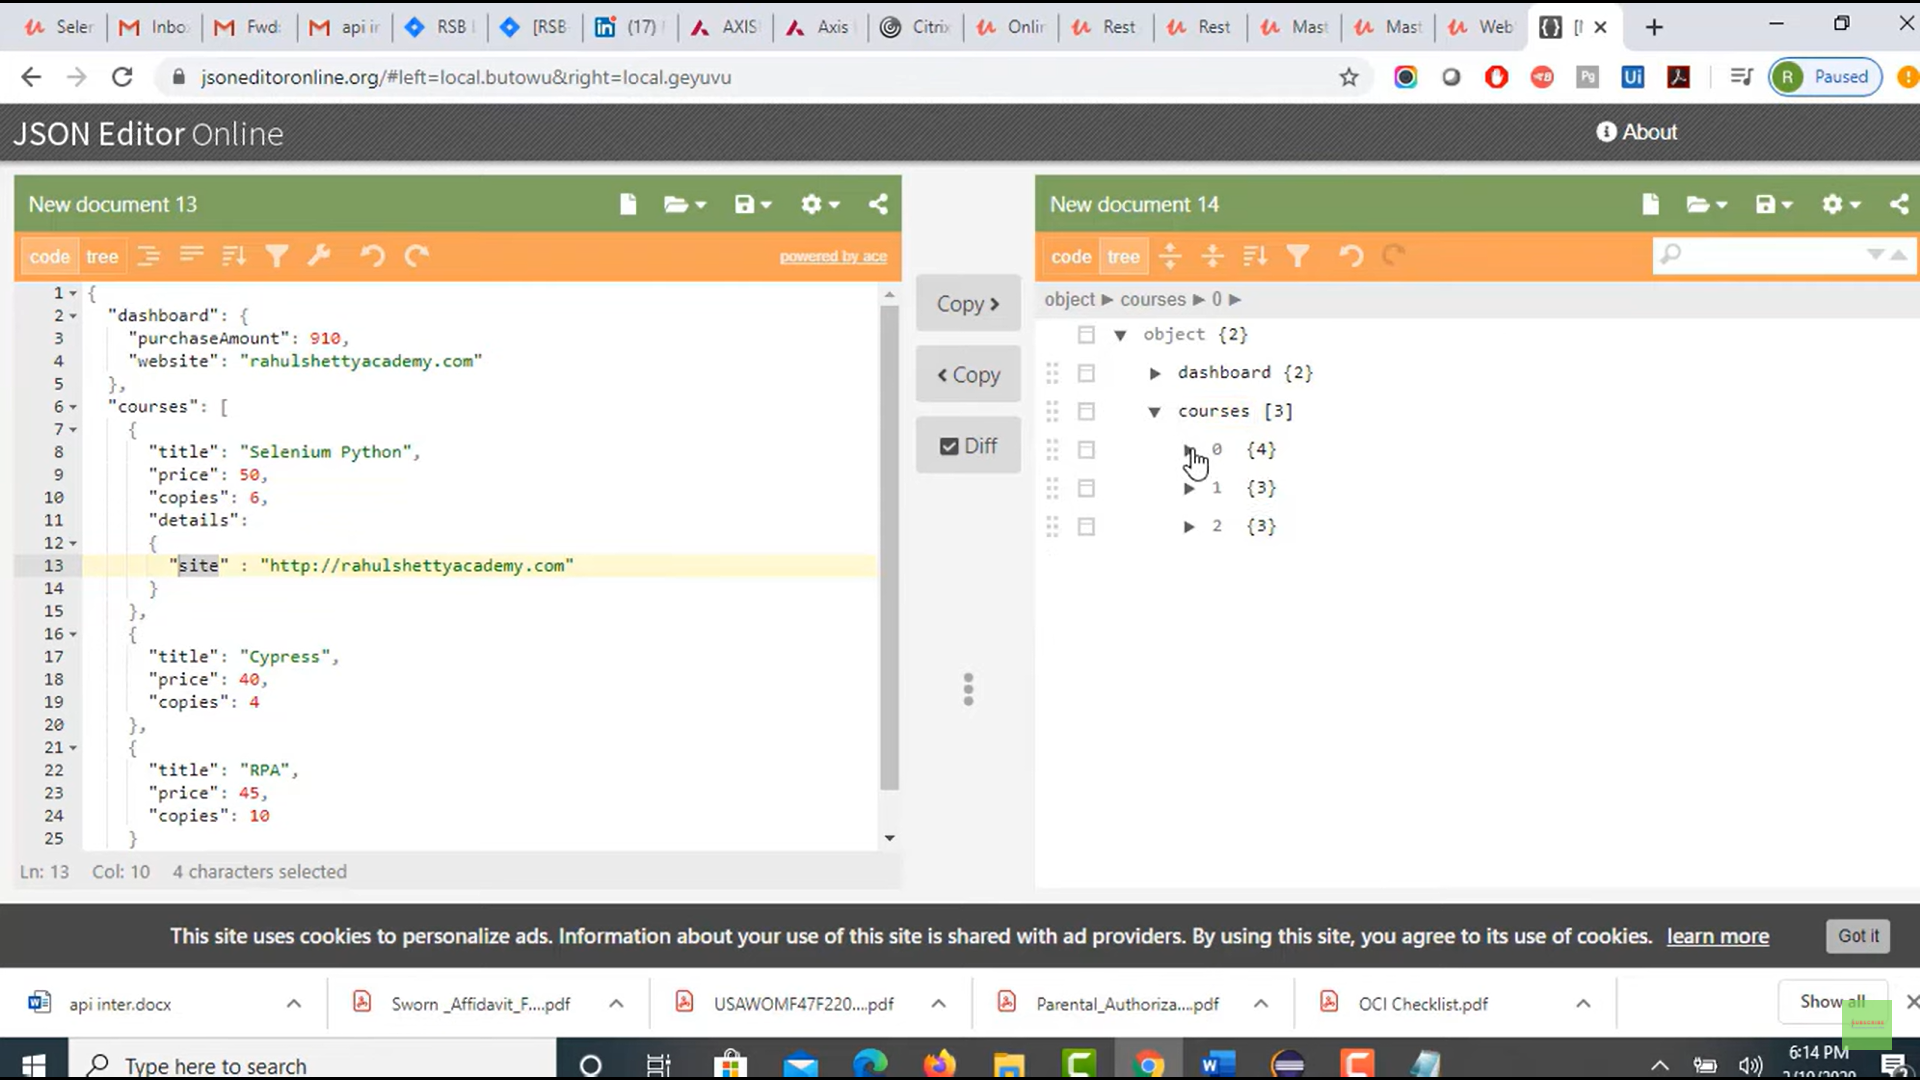 Seler
Inbo
Fwd:
api in
RSB
[RSB
(17)
AXIS
Axis
Citrix
Onlin
Rest
Rest
Mast
Mast
Web
jsoneditoronline.org/#left=local.butowu&right=local.geyuvu
R Paused
JSON Editor Online
About
New document 13
code tree
powered by ace
1 {
2 "dashboard": {
3 "purchaseAmount": 910,
4 "website": "rahulshettyacademy.com"
5 },
6 "courses": [
7 {
8 "title": "Selenium Python",
9 "price": 50,
10 "copies": 6,
11 "details":
12 {
13 "site" : "http://rahulshettyacademy.com"
14 }
15 },
16 {
17 "title": "Cypress",
18 "price": 40,
19 "copies": 4
20 },
21 {
22 "title": "RPA",
23 "price": 45,
24 "copies": 10
25 }
Ln: 13 Col: 10 4 characters selected
Copy >
< Copy
Diff
New document 14
code tree
object ► courses ► 0 ►
object {2}
dashboard {2}
courses [3]
0 {4}
1 {3}
2 {3}
This site uses cookies to personalize ads. Information about your use of this site is shared with ad providers. By using this site, you agree to its use of cookies. learn more
Got it
api inter.docx
Sworn _Affidavit_F....pdf
USAWOMF47F220....pdf
Parental_Authoriza....pdf
OCI Checklist.pdf
Show all
Type here to search
6:14 PM